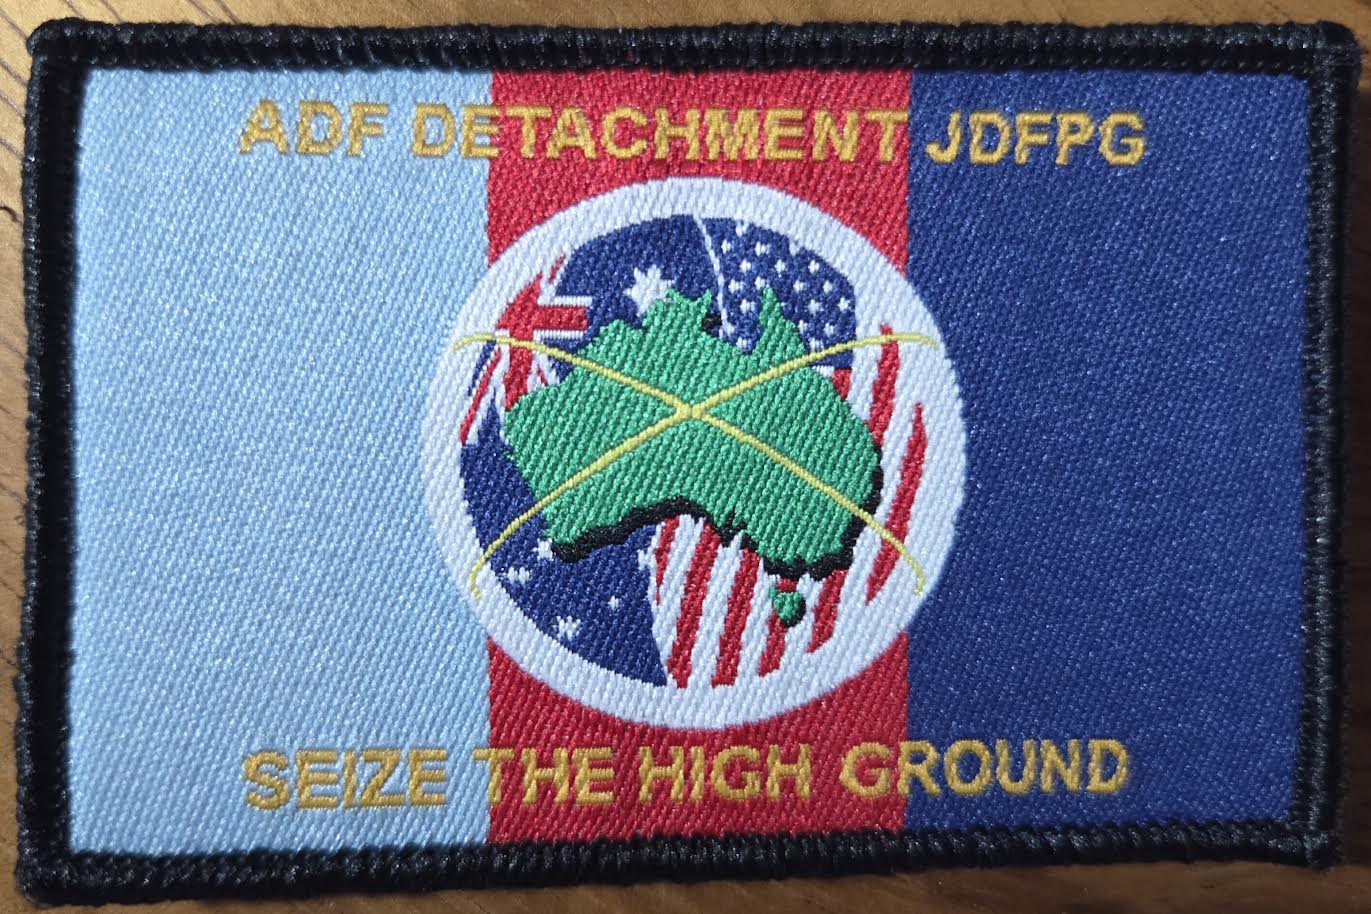 ADF DETACHMENT JDFPG
SEIZE THE HIGH GROUND